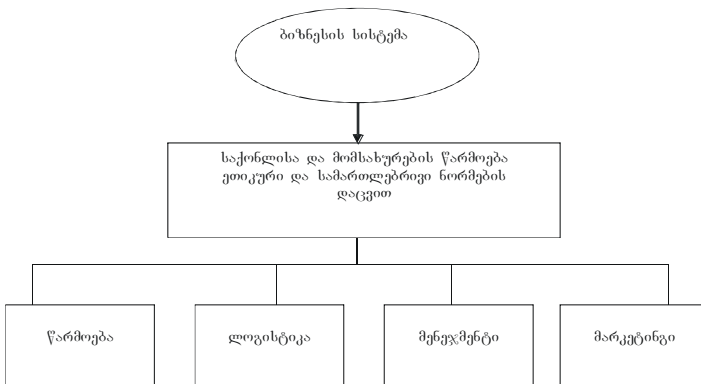 ბიზნესის სისტემა
საქონლისა და მომსახურების წარმოება
ეთიკური და სამართლებრივი ნორმების
დაცვით
წარმოება
ლოგისტიკა
მენეჯმენტი
მარკეტინგი